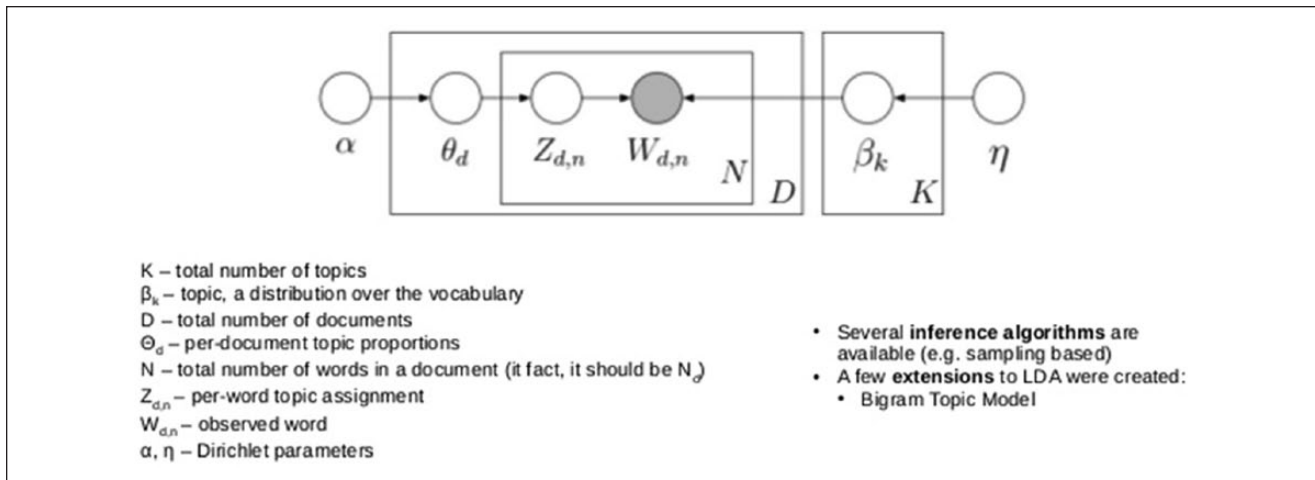 α θd Zd,n Wd,n N D βk K η
K – total number of topics
βk – topic, a distribution over the vocabulary
D – total number of documents
Θd – per-document topic proportions
N – total number of words in a document (it fact, it should be Nd)
Zd,n – per-word topic assignment
Wd,n – observed word
α, η – Dirichlet parameters
• Several inference algorithms are
available (e.g. sampling based)
• A few extensions to LDA were created:
• Bigram Topic Model